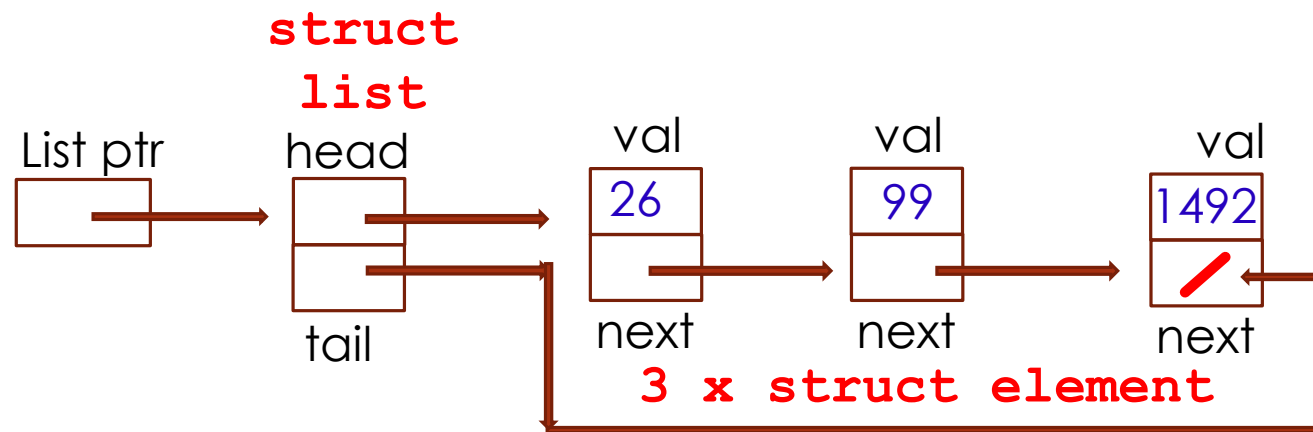 struct
list
List ptr
head
val
val
val
26
99
1492
tail
next
next
next
3 x struct element